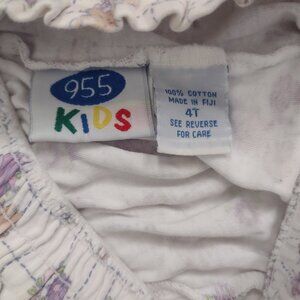 955
KIDS
100% COTTON
MADE IN FIJI
4T
SEE REVERSE
FOR CARE